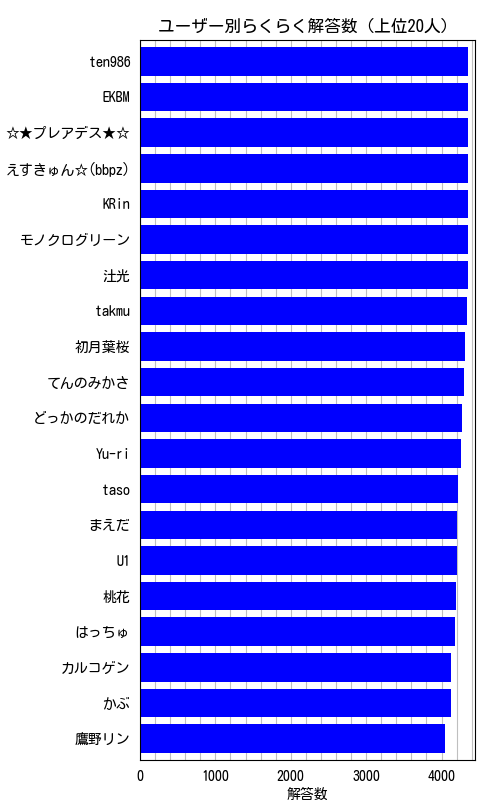 ユーザー別らくらく解答数 (上位20人)
ten986
EKBM
☆★プレアデス★☆
えすきゅん☆(bbpz)
KRin
モノクログリーン
汢光
takmu
初月葉桜
てんのみかさ
どっかのだれか
Yu-ri
taso
まえだ
U1
桃花
はっちゅ
カルコゲン
かぶ
鷹野リン
0 1000 2000 3000 4000
解答数